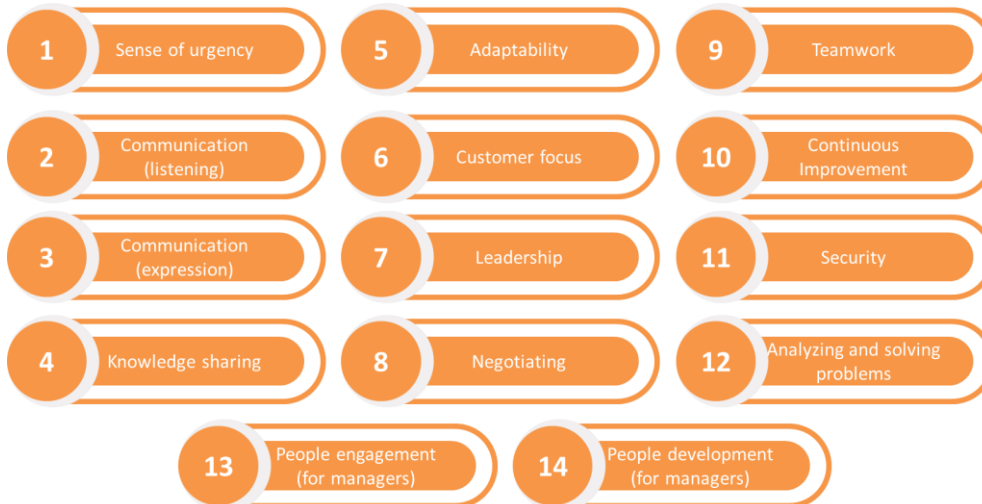 1
Sense of urgency
5
Adaptability
9
Teamwork
2
Communication
(listening)
6
Customer focus
10
Continuous
Improvement
3
Communication
(expression)
7
Leadership
11
Security
4
Knowledge sharing
8
Negotiating
12
Analyzing and solving
problems
13
People engagement
(for managers)
14
People development
(for managers)